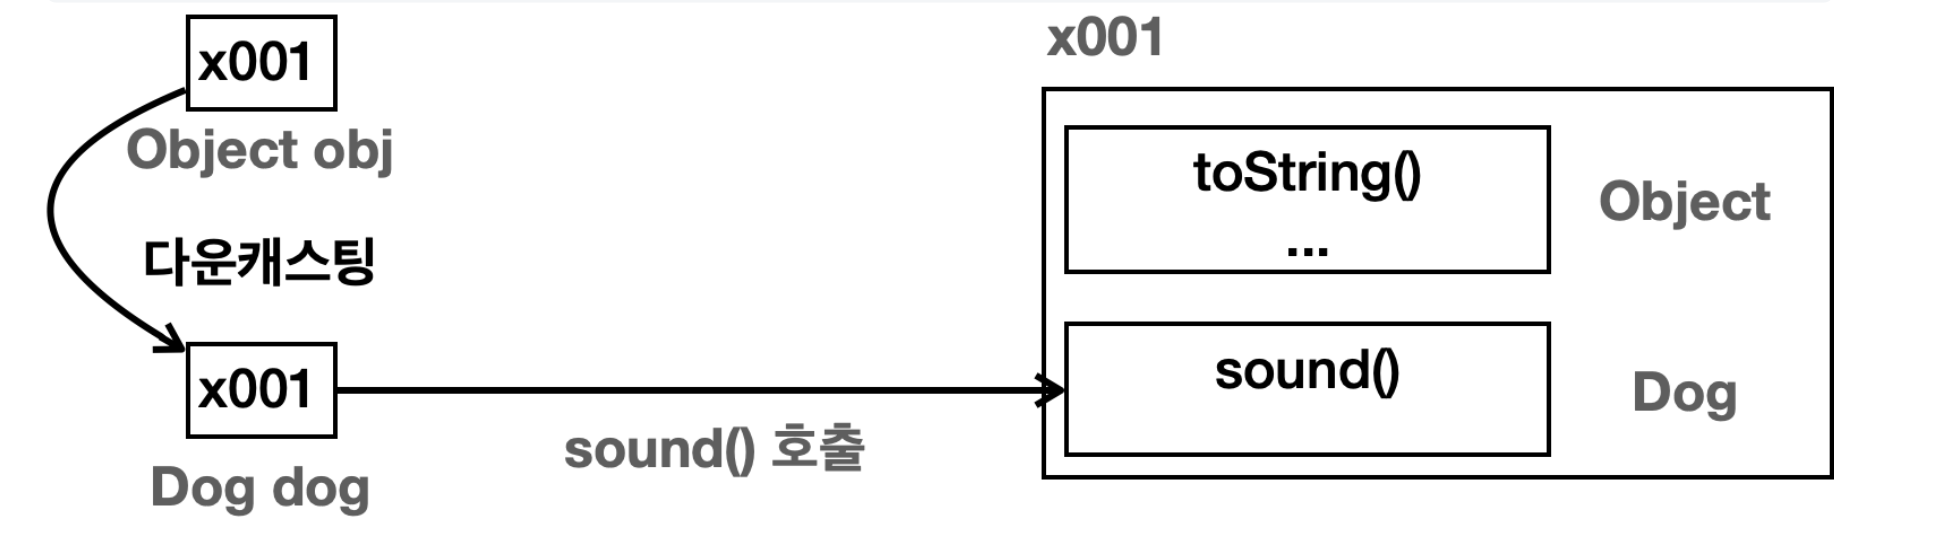 x001
Object obj
다운캐스팅
x001
Dog dog
sound() 호출
x001
toString()
...
Object
sound()
Dog